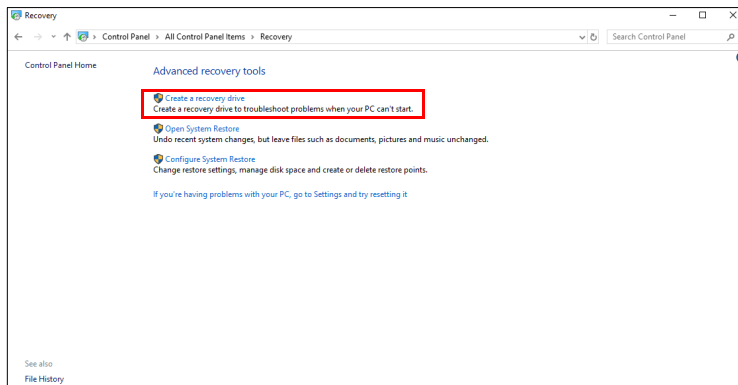 Recovery
Control Panel > All Control Panel Items > Recovery
Search Control Panel
Control Panel Home
Advanced recovery tools
Create a recovery drive
Create a recovery drive to troubleshoot problems when your PC can't start.
Open System Restore
Undo recent system changes, but leave files such as documents, pictures and music unchanged.
Configure System Restore
Change restore settings, manage disk space and create or delete restore points.
If you're having problems with your PC, go to Settings and try resetting it
See also
File History